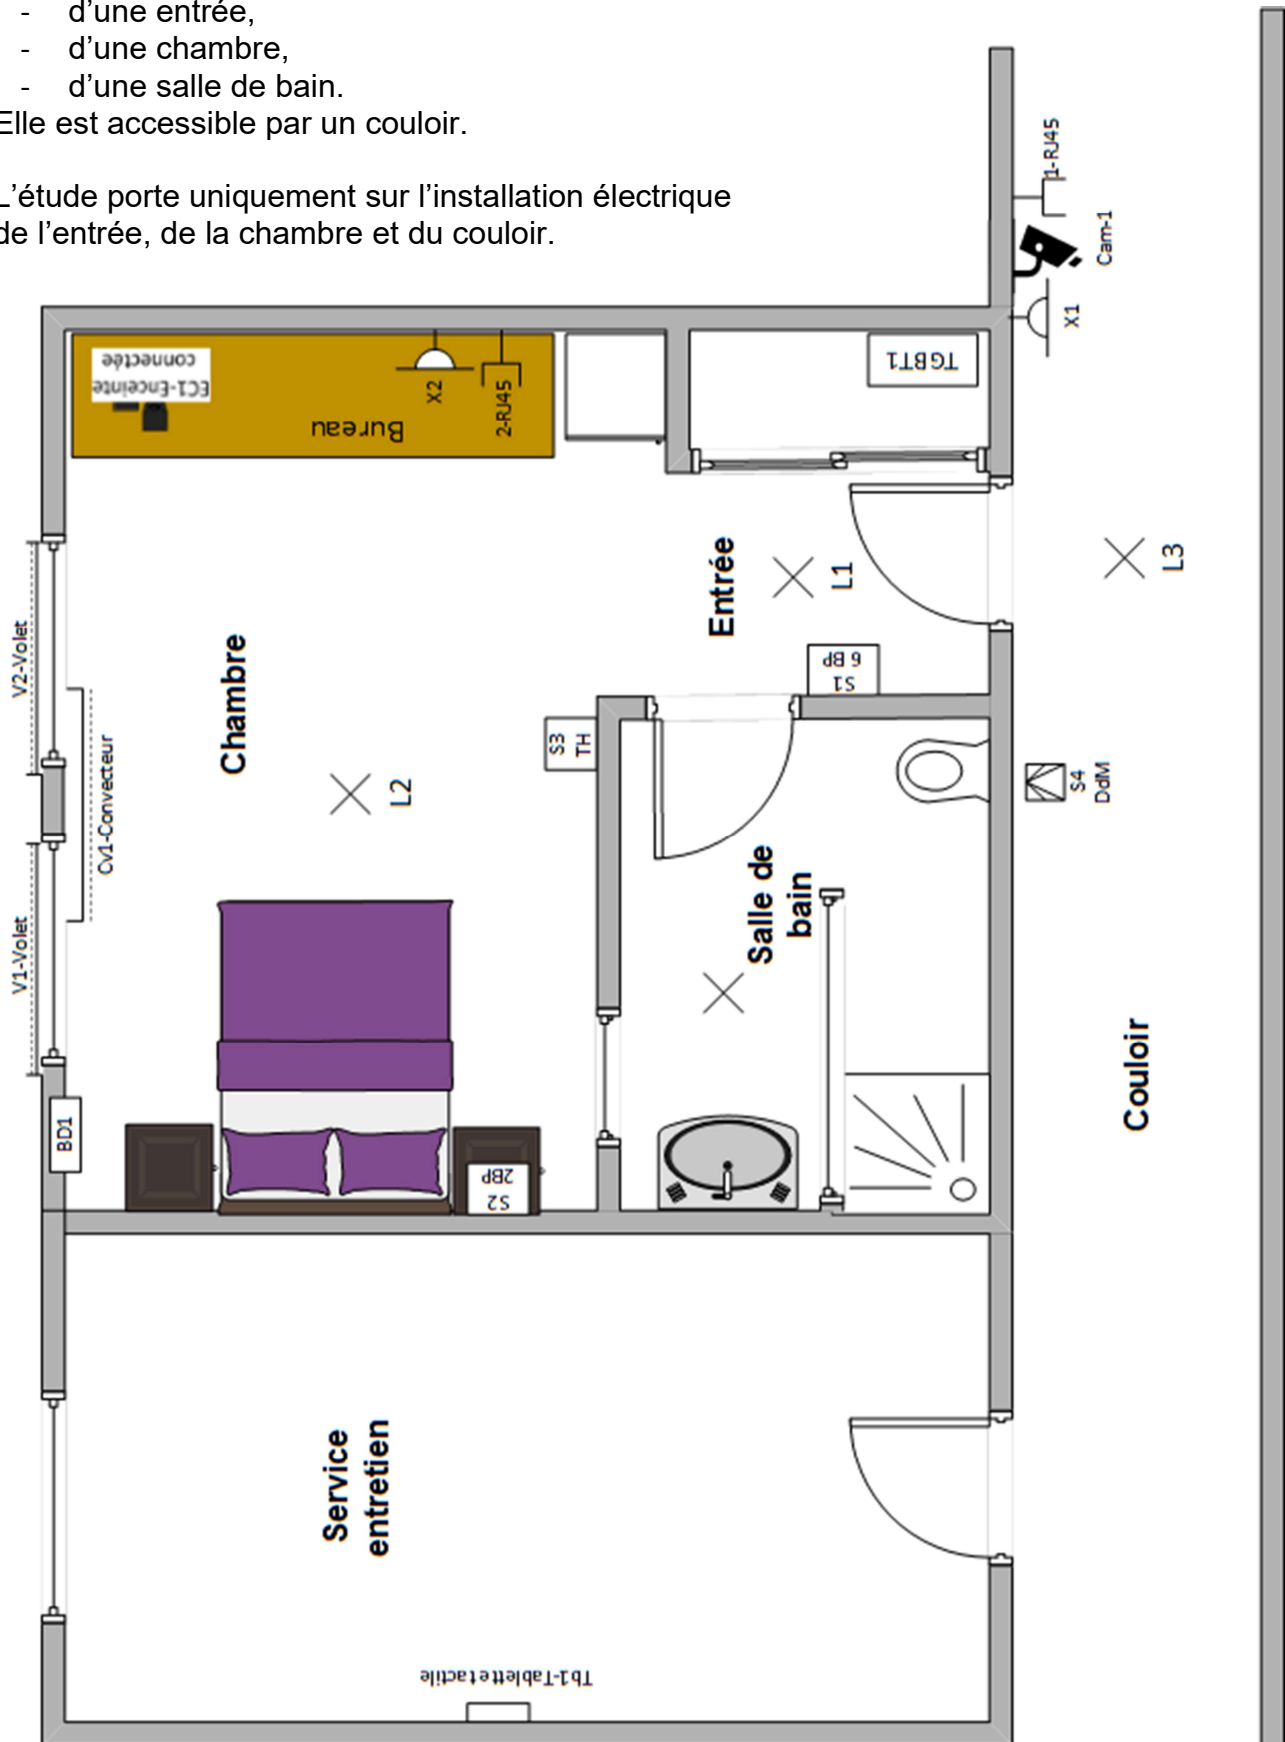 - d’une entrée,
- d’une chambre,
- d’une salle de bain.
Elle est accessible par un couloir.
L’étude porte uniquement sur l’installation électrique
de l’entrée, de la chambre et du couloir.
1-RJ45
Cam-1
X1
EC1-Enceinte
connectée
X2
2-RJ45
Bureau
TGBT1
V2-Volet
Chambre
Entrée
L1
L3
S1
6 BP
S3
TH
Cv1-Convecteur
L2
S4
DdM
V1-Volet
Salle de
bain
Couloir
BD1
S2
2BP
Service
entretien
Tb1-Tablette tactile